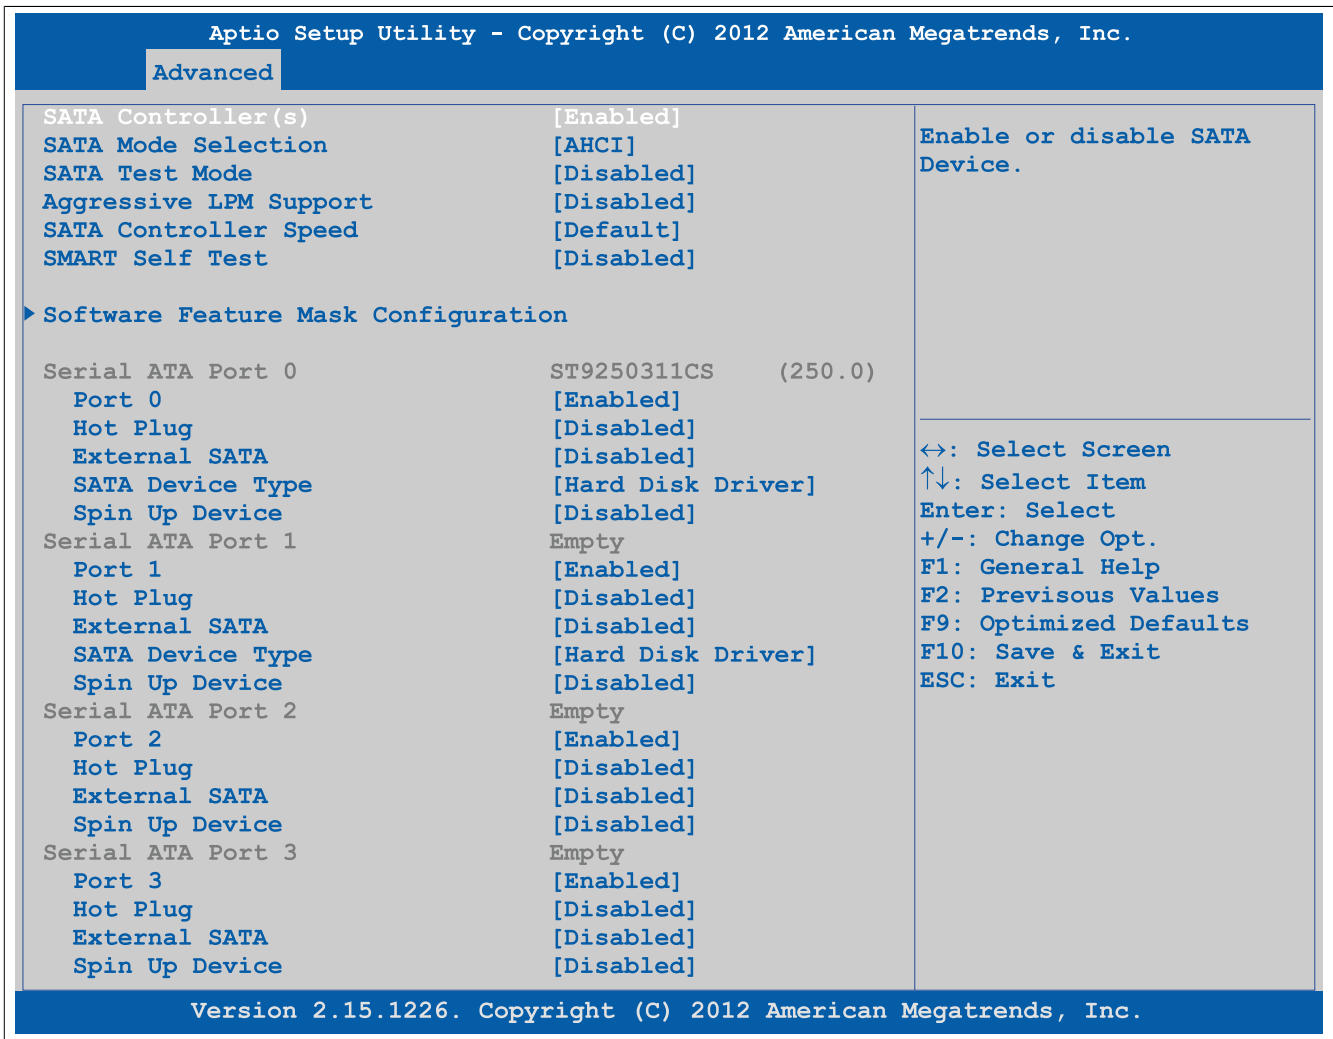 Aptio Setup Utility - Copyright (C) 2012 American Megatrends, Inc.
Advanced
SATA Controller(s) [Enabled]
SATA Mode Selection [AHCI]
SATA Test Mode [Disabled]
Aggressive LPM Support [Disabled]
SATA Controller Speed [Default]
SMART Self Test [Disabled]
Software Feature Mask Configuration
Serial ATA Port 0 ST9250311CS (250.0)
Port 0 [Enabled]
Hot Plug [Disabled]
External SATA [Disabled]
SATA Device Type [Hard Disk Driver]
Spin Up Device [Disabled]
Serial ATA Port 1 Empty
Port 1 [Enabled]
Hot Plug [Disabled]
External SATA [Disabled]
SATA Device Type [Hard Disk Driver]
Spin Up Device [Disabled]
Serial ATA Port 2 Empty
Port 2 [Enabled]
Hot Plug [Disabled]
External SATA [Disabled]
Spin Up Device [Disabled]
Serial ATA Port 3 Empty
Port 3 [Enabled]
Hot Plug [Disabled]
External SATA [Disabled]
Spin Up Device [Disabled]
Enable or disable SATA
Device.
↔: Select Screen
↑↓: Select Item
Enter: Select
+/-: Change Opt.
F1: General Help
F2: Previsous Values
F9: Optimized Defaults
F10: Save & Exit
ESC: Exit
Version 2.15.1226. Copyright (C) 2012 American Megatrends, Inc.